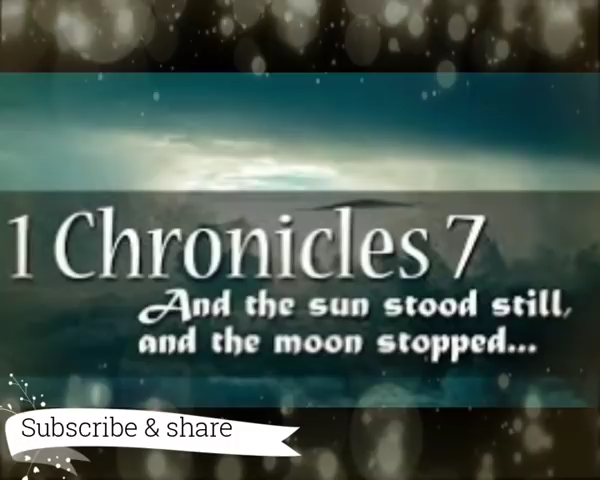 1 Chronicles 7
And the sun stood still,
and the moon stopped...
Subscribe & share